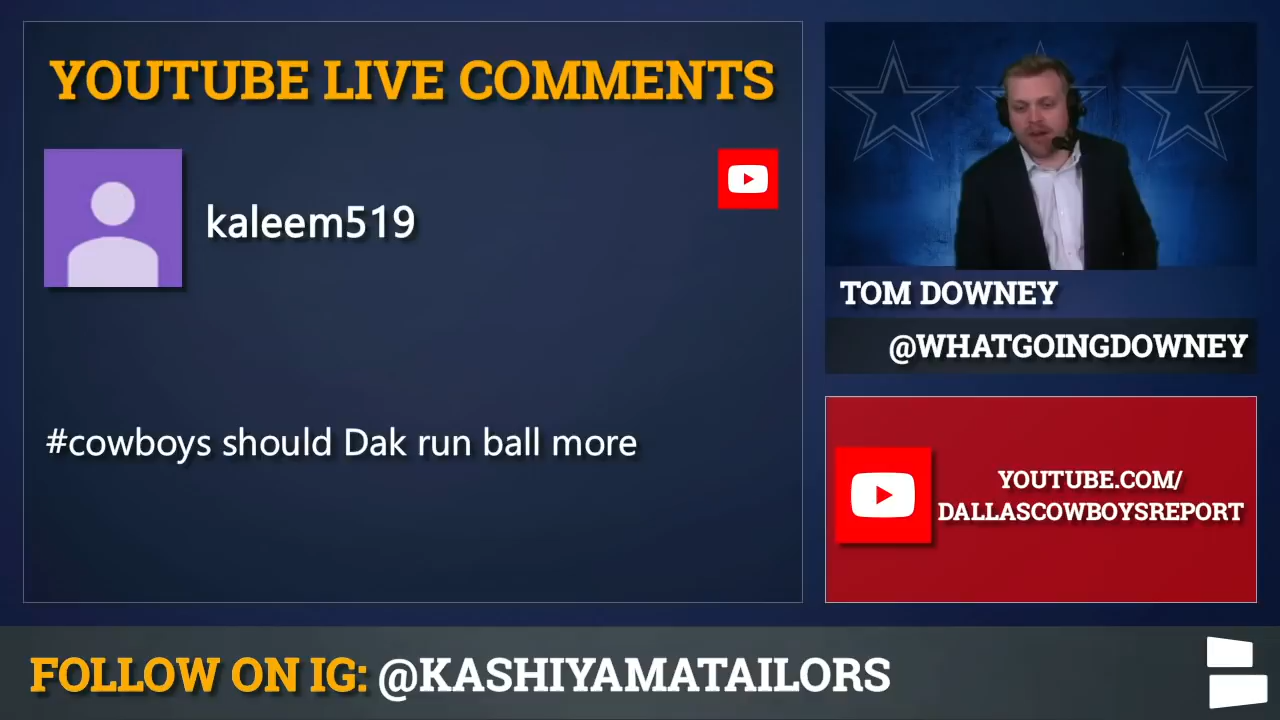 YOUTUBE LIVE COMMENTS
kaleem519
#cowboys should Dak run ball more
TOM DOWNEY
@WHATGOINGDOWNEY
YOUTUBE.COM/
DALLASCOWBOYSREPORT
FOLLOW ON IG: @KASHIYAMATAILORS